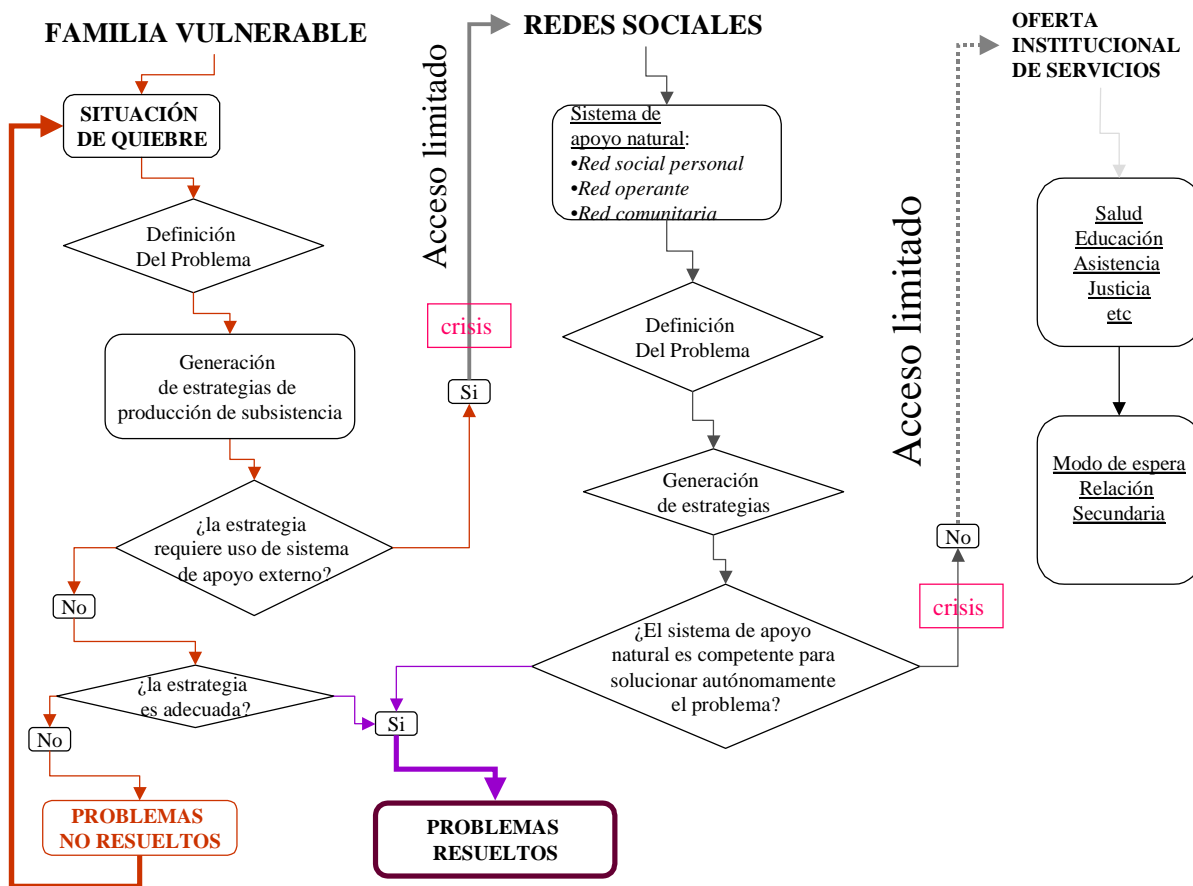 FAMILIA VULNERABLE
SITUACIÓN
DE QUIEBRE
Definición
Del Problema
Generación
de estrategias de
producción de subsistencia
¿la estrategia
requiere uso de sistema
de apoyo externo?
No
¿la estrategia
es adecuada?
No
PROBLEMAS
NO RESUELTOS
Si
crisis
Acceso limitado
REDES SOCIALES
Sistema de
apoyo natural:
•Red social personal
•Red operante
•Red comunitaria
Definición
Del Problema
Generación
de estrategias
¿El sistema de apoyo
natural es competente para
solucionar autónomamente
el problema?
Si
PROBLEMAS
RESUELTOS
No
crisis
Acceso limitado
OFERTA
INSTITUCIONAL
DE SERVICIOS
Salud
Educación
Asistencia
Justicia
etc
Modo de espera
Relación
Secundaria